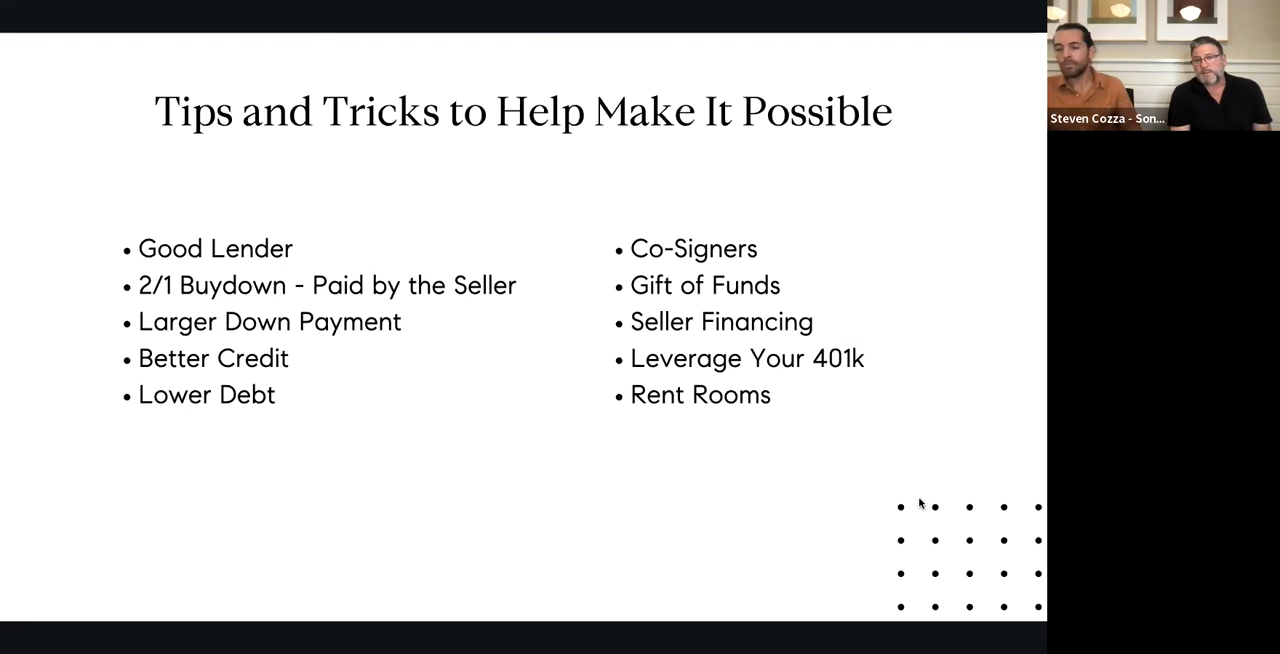 Tips and Tricks to Help Make It Possible
• Good Lender
• 2/1 Buydown - Paid by the Seller
• Larger Down Payment
• Better Credit
• Lower Debt
• Co-Signers
• Gift of Funds
• Seller Financing
• Leverage Your 401k
• Rent Rooms
Steven Cozza - Son...